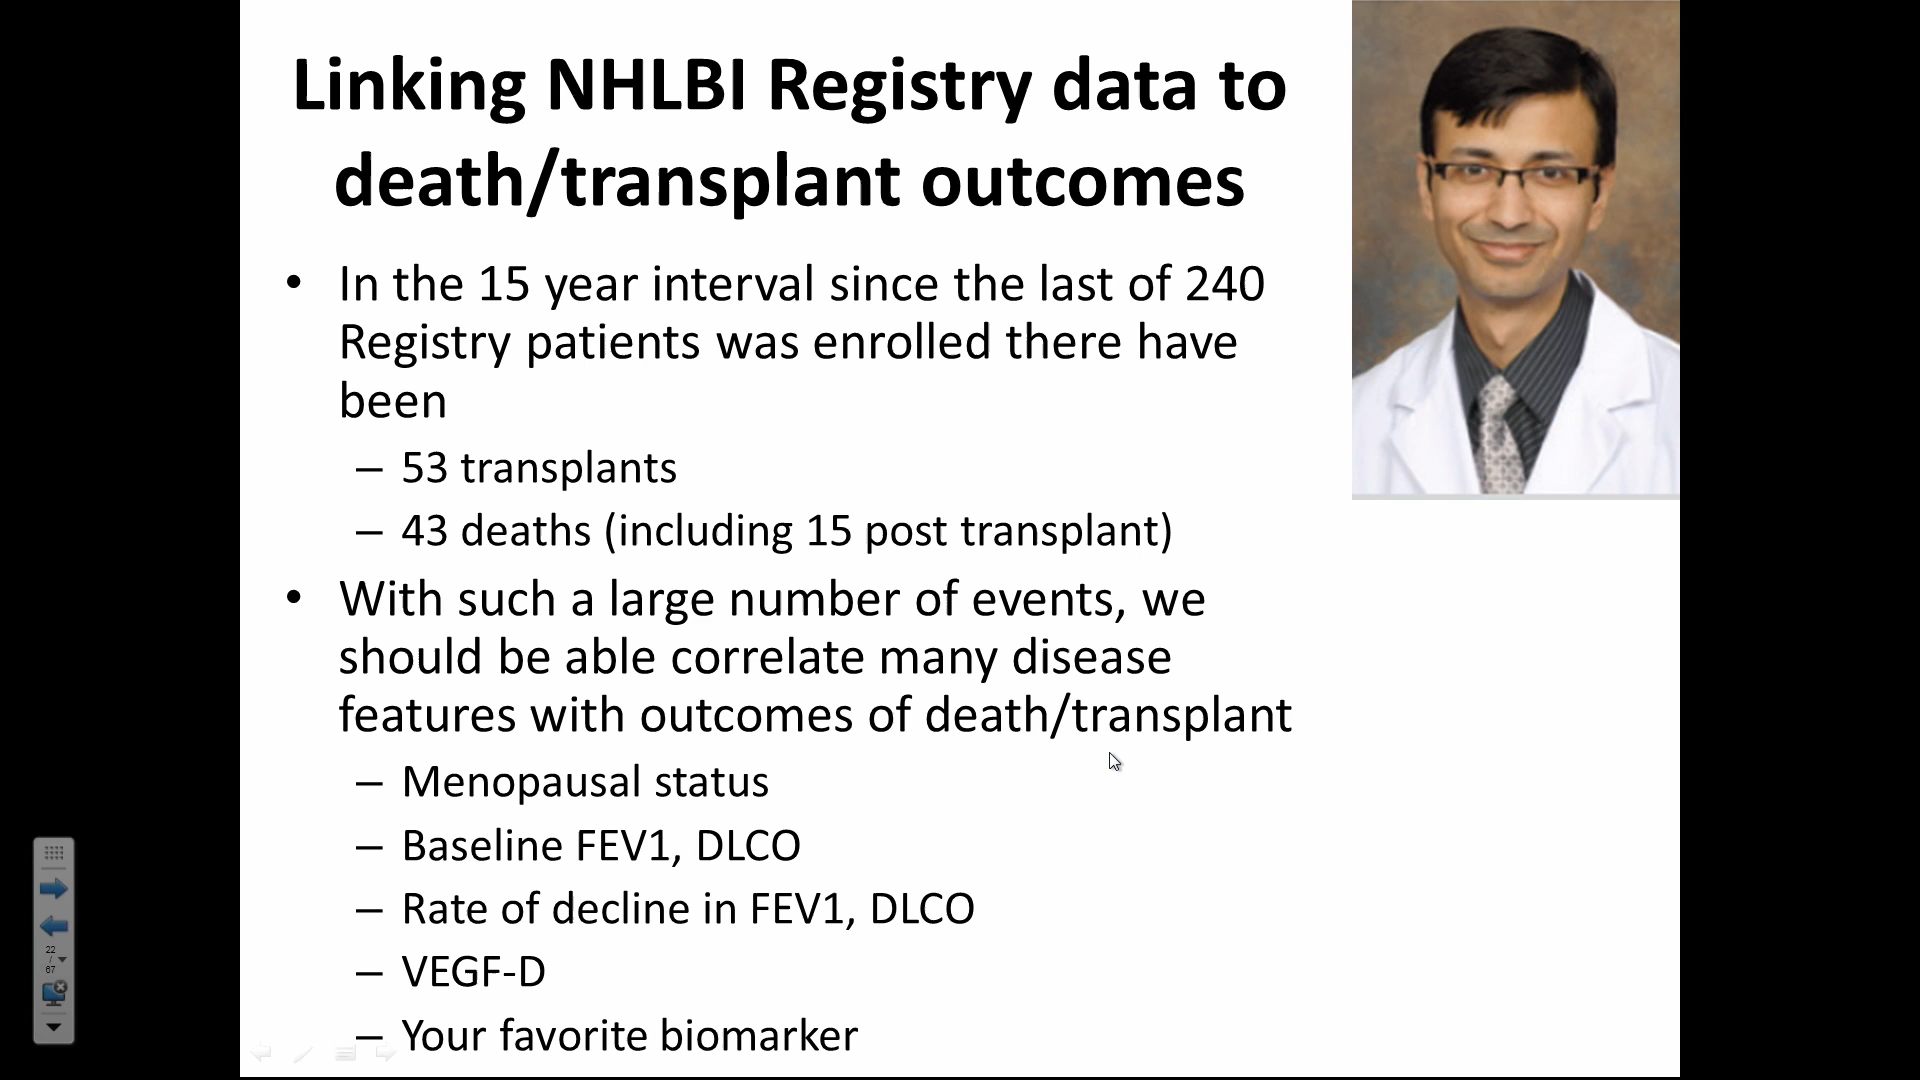 Linking NHLBI Registry data to
death/transplant outcomes
• In the 15 year interval since the last of 240
Registry patients was enrolled there have
been
– 53 transplants
– 43 deaths (including 15 post transplant)
• With such a large number of events, we
should be able correlate many disease
features with outcomes of death/transplant
– Menopausal status
– Baseline FEV1, DLCO
– Rate of decline in FEV1, DLCO
– VEGF-D
– Your favorite biomarker
22
/
67